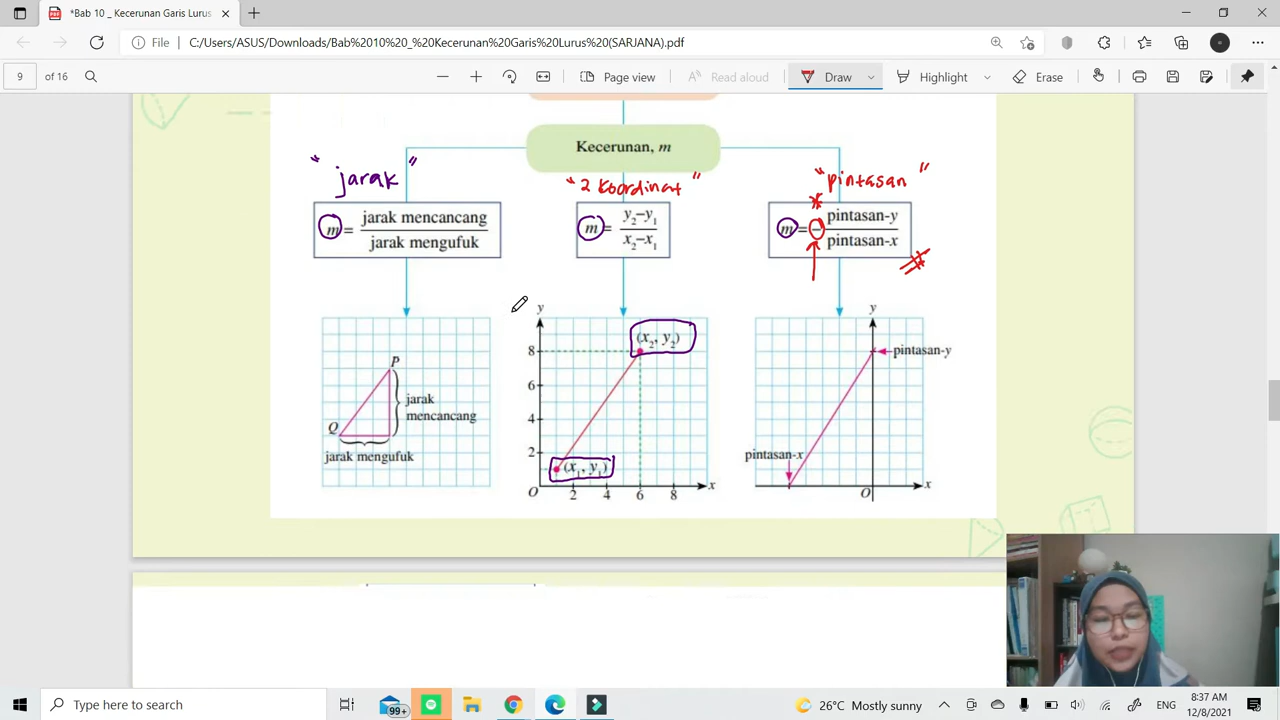 *Bab 10 _ Kecerunan Garis Lurus
File
C:/Users/ASUS/Downloads/Bab%2010%20_%20Kecerunan%20Garis%20Lurus%20(SARJANA).pdf
9 of 16
Page view
Read aloud
Draw
Highlight
Erase
Kecerunan, m
"jarak"
"2 koordinat"
"pintasan"
*
m = jarak mencancang / jarak mengufuk
m = y₂−y₁ / x₂−x₁
m = − pintasan-y / pintasan-x
P
Q
jarak mencancang
jarak mengufuk
y
8
6
4
2
O 2 4 6 8 x
(x₂, y₂)
(x₁, y₁)
y
pintasan-y
pintasan-x
O
x
Type here to search
99+
26°C Mostly sunny
ENG
8:37 AM
12/8/2021